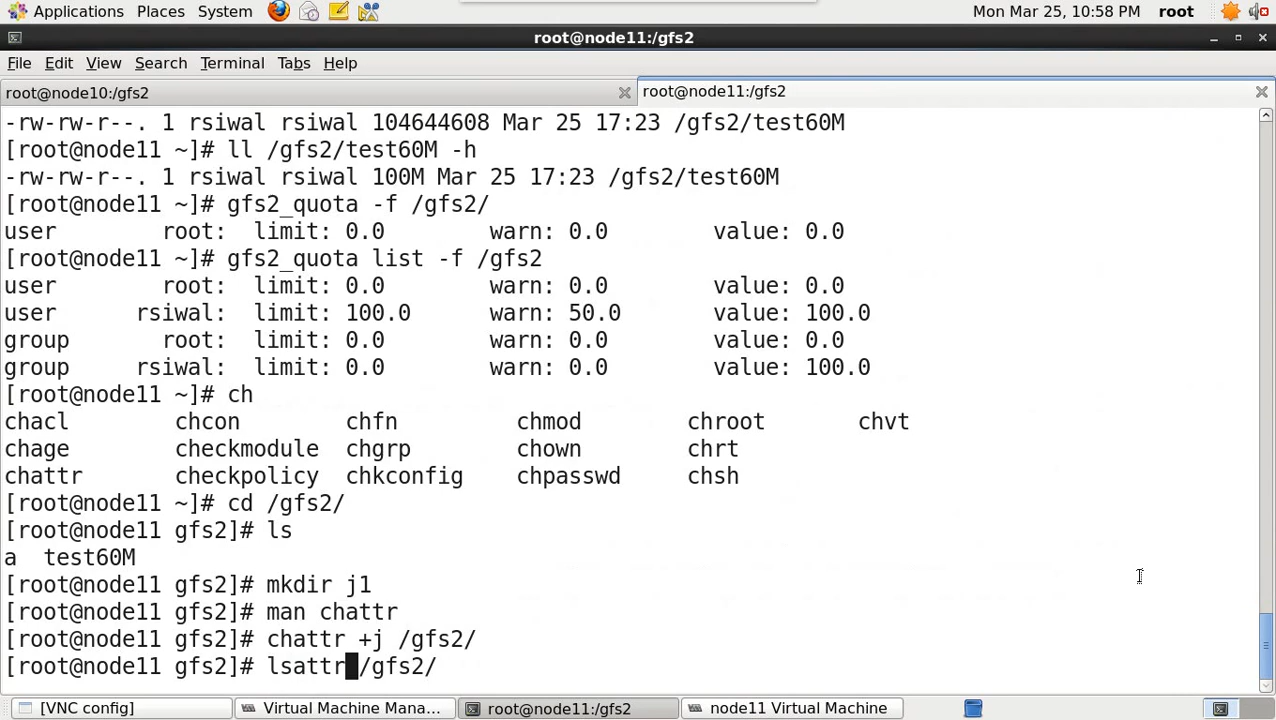 Applications Places System Mon Mar 25, 10:58 PM root
root@node11:/gfs2
File Edit View Search Terminal Tabs Help
root@node10:/gfs2 root@node11:/gfs2
-rw-rw-r--. 1 rsiwal rsiwal 104644608 Mar 25 17:23 /gfs2/test60M
[root@node11 ~]# ll /gfs2/test60M -h
-rw-rw-r--. 1 rsiwal rsiwal 100M Mar 25 17:23 /gfs2/test60M
[root@node11 ~]# gfs2_quota -f /gfs2/
user root: limit: 0.0 warn: 0.0 value: 0.0
[root@node11 ~]# gfs2_quota list -f /gfs2
user root: limit: 0.0 warn: 0.0 value: 0.0
user rsiwal: limit: 100.0 warn: 50.0 value: 100.0
group root: limit: 0.0 warn: 0.0 value: 0.0
group rsiwal: limit: 0.0 warn: 0.0 value: 100.0
[root@node11 ~]# ch
chacl chcon chfn chmod chroot chvt
chage checkmodule chgrp chown chrt
chattr checkpolicy chkconfig chpasswd chsh
[root@node11 ~]# cd /gfs2/
[root@node11 gfs2]# ls
a test60M
[root@node11 gfs2]# mkdir j1
[root@node11 gfs2]# man chattr
[root@node11 gfs2]# chattr +j /gfs2/
[root@node11 gfs2]# lsattr /gfs2/
[VNC config] Virtual Machine Mana... root@node11:/gfs2 node11 Virtual Machine